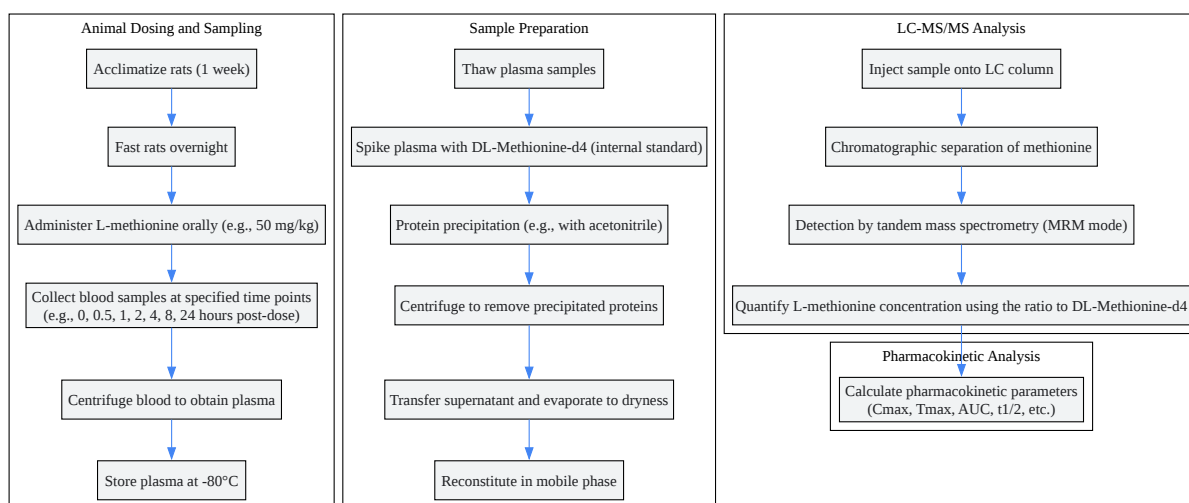 Animal Dosing and Sampling
Acclimatize rats (1 week)
Fast rats overnight
Administer L-methionine orally (e.g., 50 mg/kg)
Collect blood samples at specified time points
(e.g., 0, 0.5, 1, 2, 4, 8, 24 hours post-dose)
Centrifuge blood to obtain plasma
Store plasma at -80°C
Sample Preparation
Thaw plasma samples
Spike plasma with DL-Methionine-d4 (internal standard)
Protein precipitation (e.g., with acetonitrile)
Centrifuge to remove precipitated proteins
Transfer supernatant and evaporate to dryness
Reconstitute in mobile phase
LC-MS/MS Analysis
Inject sample onto LC column
Chromatographic separation of methionine
Detection by tandem mass spectrometry (MRM mode)
Quantify L-methionine concentration using the ratio to DL-Methionine-d4
Pharmacokinetic Analysis
Calculate pharmacokinetic parameters
(Cmax, Tmax, AUC, t1/2, etc.)